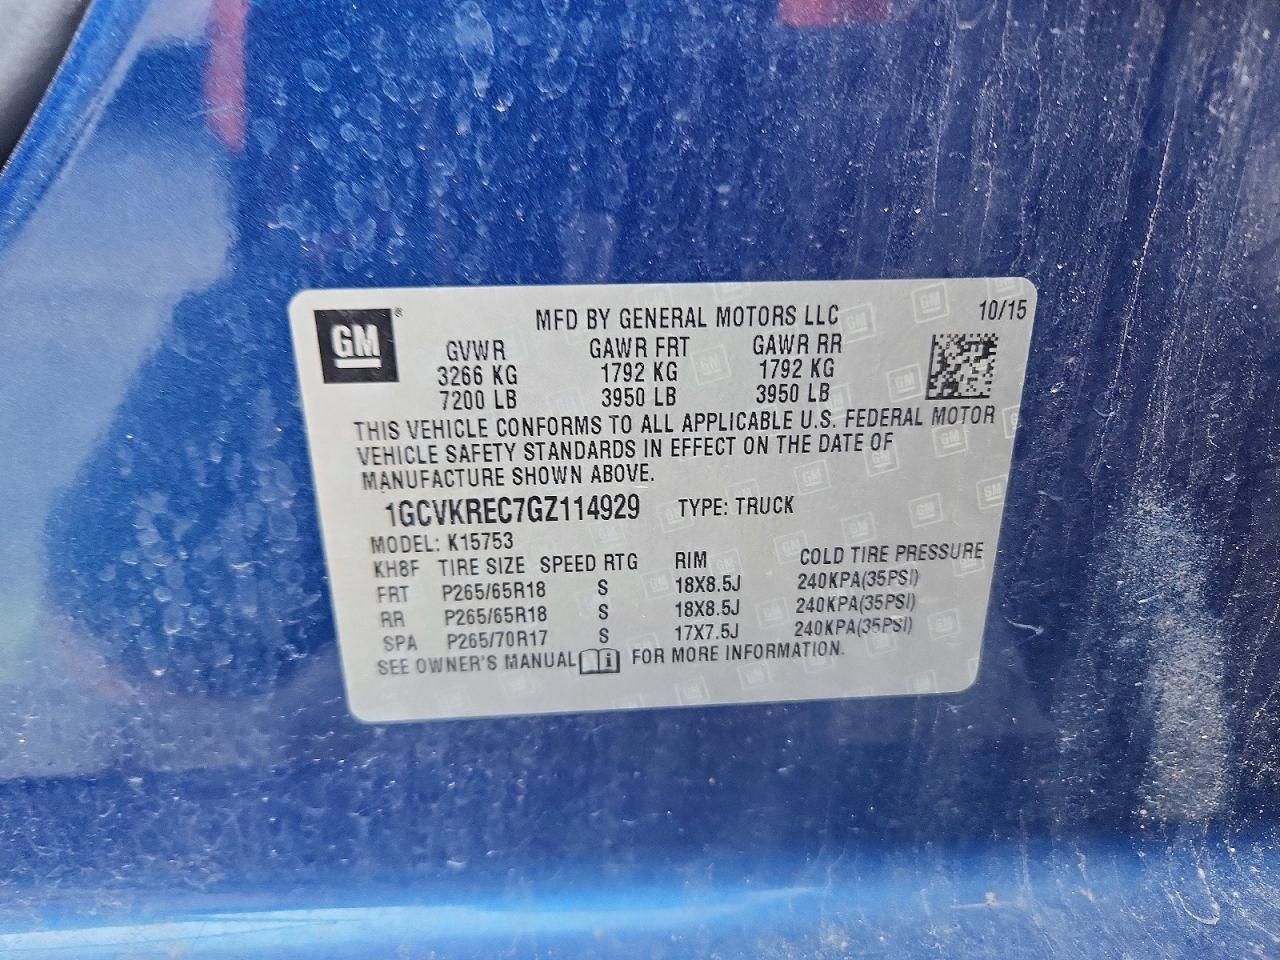 GM ® MFD BY GENERAL MOTORS LLC 10/15
GVWR GAWR FRT GAWR RR
3266 KG 1792 KG 1792 KG
7200 LB 3950 LB 3950 LB
THIS VEHICLE CONFORMS TO ALL APPLICABLE U.S. FEDERAL MOTOR
VEHICLE SAFETY STANDARDS IN EFFECT ON THE DATE OF
MANUFACTURE SHOWN ABOVE.
1GCVKREC7GZ114929 TYPE: TRUCK
MODEL: K15753
KH8F TIRE SIZE SPEED RTG RIM COLD TIRE PRESSURE
FRT P265/65R18 S 18X8.5J 240KPA(35PSI)
RR P265/65R18 S 18X8.5J 240KPA(35PSI)
SPA P265/70R17 S 17X7.5J 240KPA(35PSI)
SEE OWNER'S MANUAL FOR MORE INFORMATION.